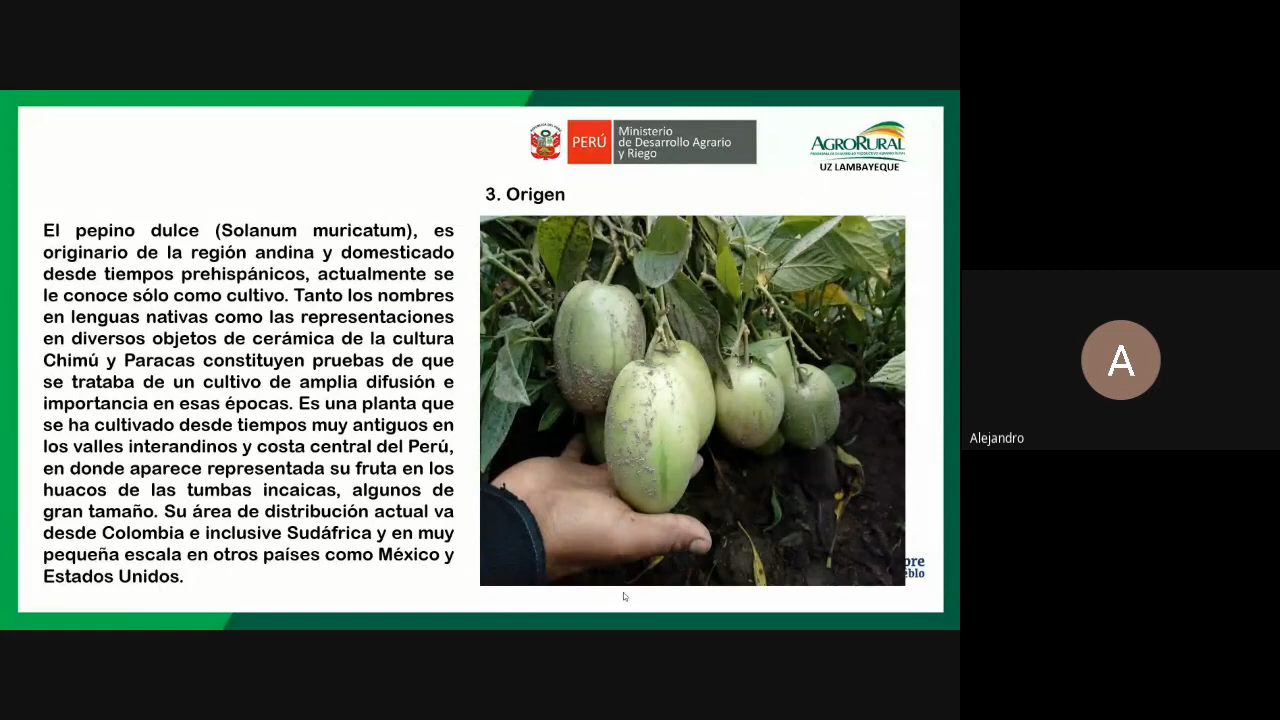 PERÚ
Ministerio
de Desarrollo Agrario
y Riego
AGRORURAL
UZ LAMBAYEQUE
3. Origen
El pepino dulce (Solanum muricatum), es
originario de la región andina y domesticado
desde tiempos prehispánicos, actualmente se
le conoce sólo como cultivo. Tanto los nombres
en lenguas nativas como las representaciones
en diversos objetos de cerámica de la cultura
Chimú y Paracas constituyen pruebas de que
se trataba de un cultivo de amplia difusión e
importancia en esas épocas. Es una planta que
se ha cultivado desde tiempos muy antiguos en
los valles interandinos y costa central del Perú,
en donde aparece representada su fruta en los
huacos de las tumbas incaicas, algunos de
gran tamaño. Su área de distribución actual va
desde Colombia e inclusive Sudáfrica y en muy
pequeña escala en otros países como México y
Estados Unidos.
A
Alejandro